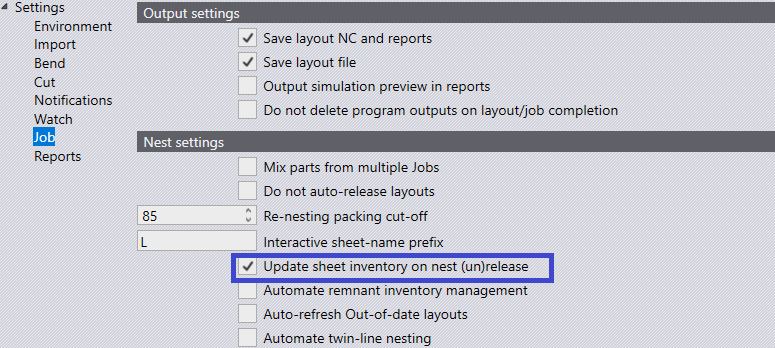 Settings
Environment
Import
Bend
Cut
Notifications
Watch
Job
Reports
Output settings
Save layout NC and reports
Save layout file
Output simulation preview in reports
Do not delete program outputs on layout/job completion
Nest settings
Mix parts from multiple Jobs
Do not auto-release layouts
85 Re-nesting packing cut-off
L Interactive sheet-name prefix
Update sheet inventory on nest (un)release
Automate remnant inventory management
Auto-refresh Out-of-date layouts
Automate twin-line nesting